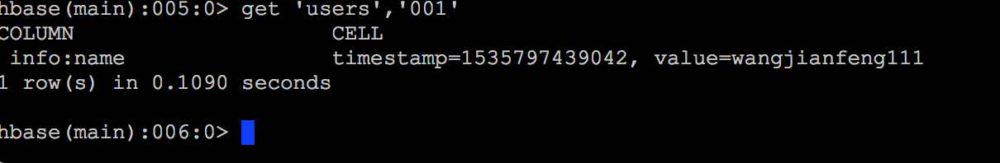 hbase(main):005:0> get 'users','001'
COLUMN                     CELL
 info:name                 timestamp=1535797439042, value=wangjianfeng111
1 row(s) in 0.1090 seconds
hbase(main):006:0>